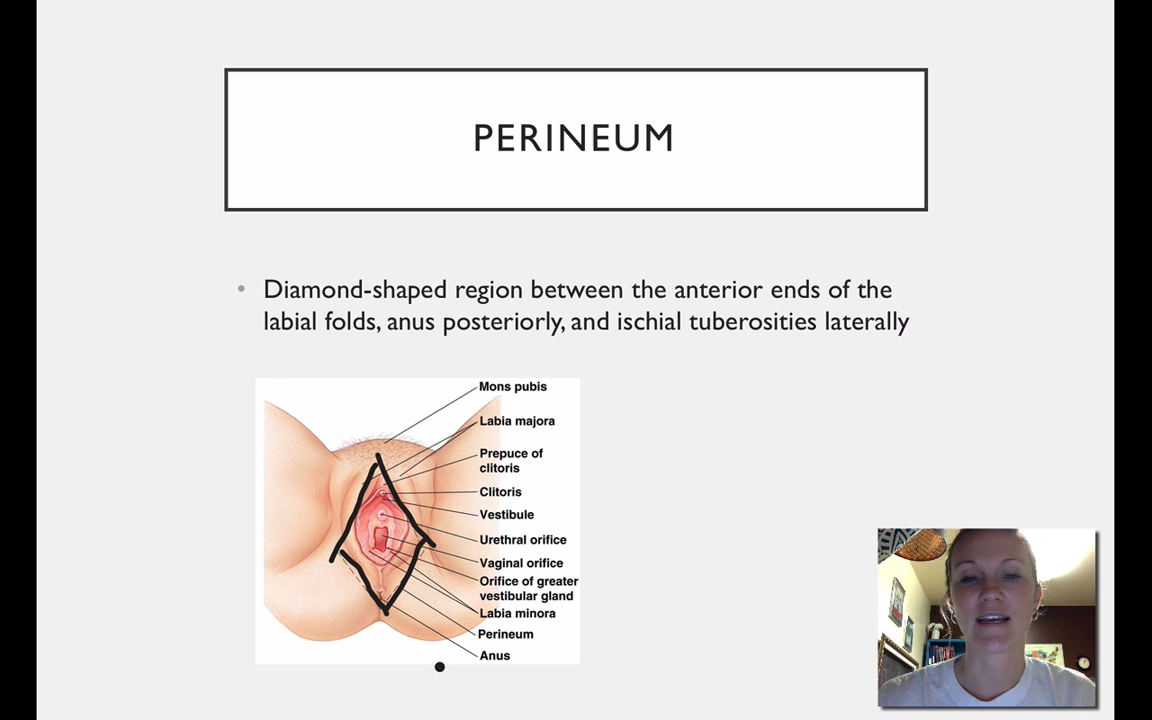 PERINEUM
• Diamond-shaped region between the anterior ends of the
labial folds, anus posteriorly, and ischial tuberosities laterally
Mons pubis
Labia majora
Prepuce of
clitoris
Clitoris
Vestibule
Urethral orifice
Vaginal orifice
Orifice of greater
vestibular gland
Labia minora
Perineum
Anus